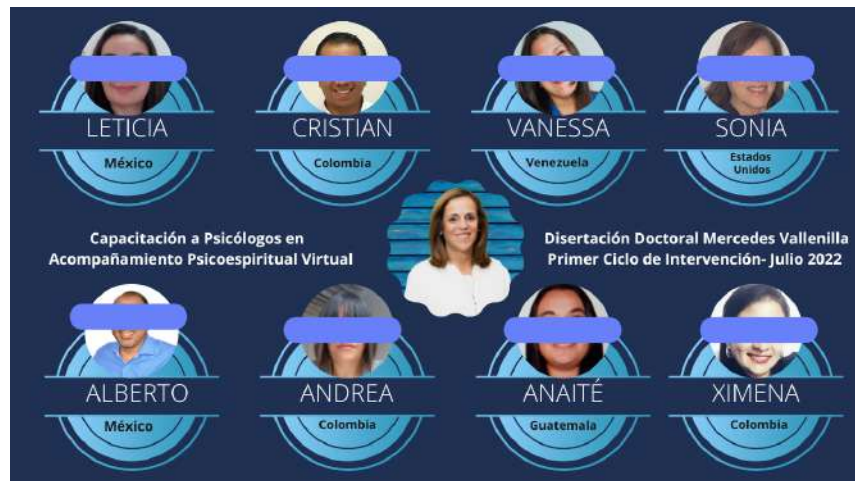 LETICIA
México
CRISTIAN
Colombia
VANESSA
Venezuela
SONIA
Estados
Unidos
Capacitación a Psicólogos en
Acompañamiento Psicoespiritual Virtual
Disertación Doctoral Mercedes Vallenilla
Primer Ciclo de Intervención- Julio 2022
ALBERTO
México
ANDREA
Colombia
ANAITÉ
Guatemala
XIMENA
Colombia